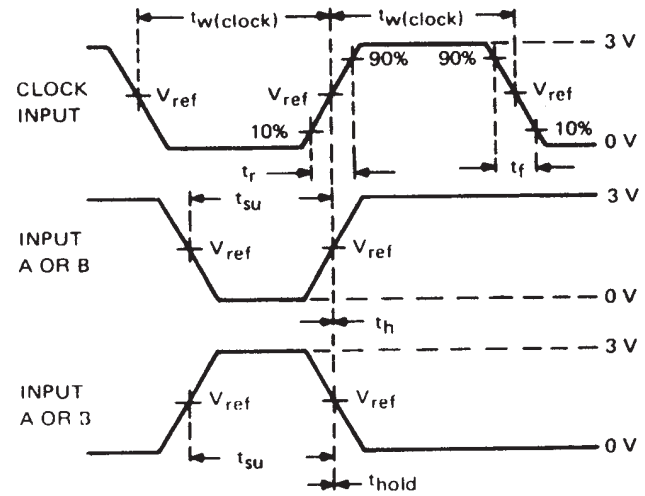 tw(clock) tw(clock)
3 V
90% 90%
CLOCK INPUT
Vref Vref Vref
10% 10%
0 V
tr tf
tsu
3 V
INPUT A OR B
Vref Vref
0 V
th
3 V
INPUT A OR B
Vref Vref
0 V
tsu
thold